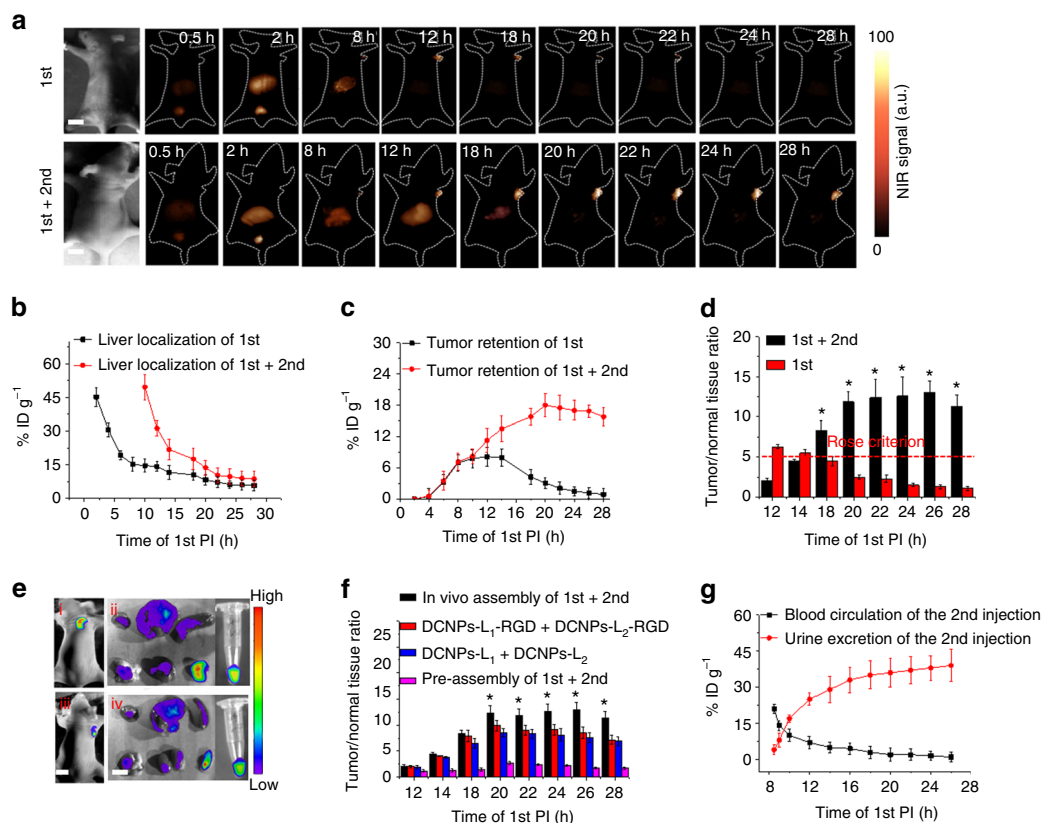 a
1st
0.5 h 2 h 8 h 12 h 18 h 20 h 22 h 24 h 28 h
1st + 2nd
0.5 h 2 h 8 h 12 h 18 h 20 h 22 h 24 h 28 h
100
NIR signal (a.u.)
0
b
Liver localization of 1st
Liver localization of 1st + 2nd
% ID g⁻¹
60
45
30
15
0
0 5 10 15 20 25 30
Time of 1st PI (h)
c
Tumor retention of 1st
Tumor retention of 1st + 2nd
% ID g⁻¹
30
24
18
12
6
0
0 4 8 12 16 20 24 28
Time of 1st PI (h)
d
1st + 2nd
1st
Tumor/normal tissue ratio
20
15
10
5
0
* * * * * *
Rose criterion
12 14 18 20 22 24 26 28
Time of 1st PI (h)
e
i
ii
iii
iv
High
Low
f
In vivo assembly of 1st + 2nd
DCNPs-L₁-RGD + DCNPs-L₂-RGD
DCNPs-L₁ + DCNPs-L₂
Pre-assembly of 1st + 2nd
Tumor/normal tissue ratio
25
20
15
10
5
0
* * * * *
12 14 18 20 22 24 26 28
Time of 1st PI (h)
g
Blood circulation of the 2nd injection
Urine excretion of the 2nd injection
% ID g⁻¹
60
45
30
15
0
8 12 16 20 24 28
Time of 1st PI (h)